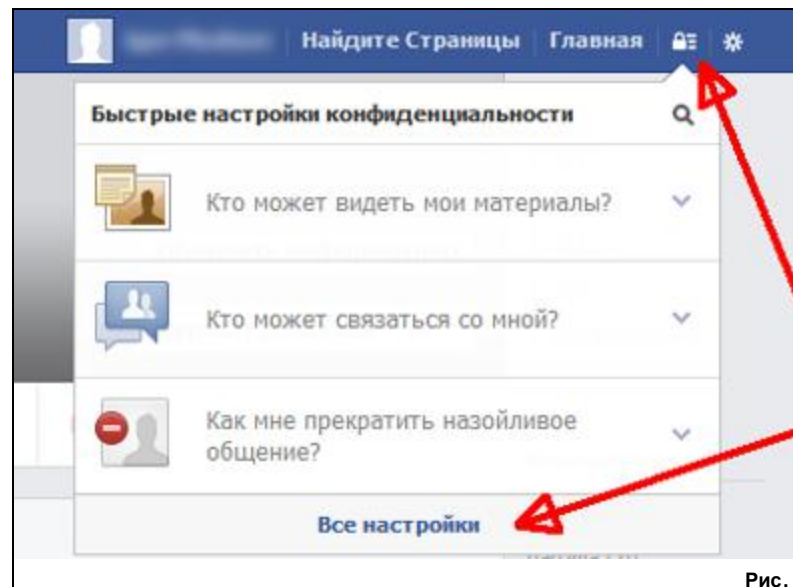 Найдите Страницы Главная
Быстрые настройки конфиденциальности
Кто может видеть мои материалы?
Кто может связаться со мной?
Как мне прекратить назойливое
общение?
Все настройки
Рис.